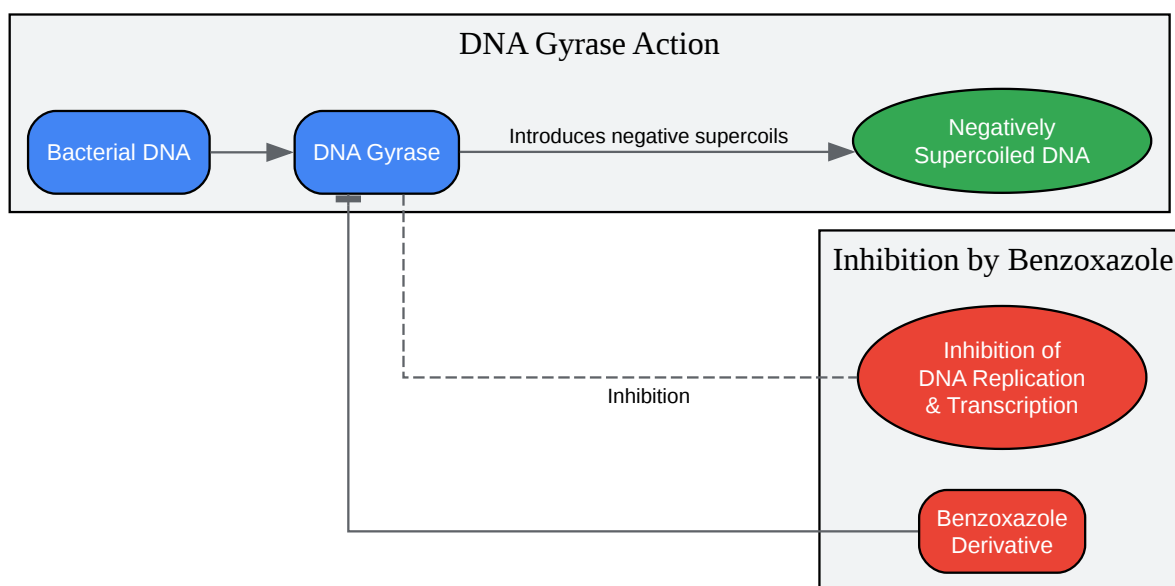 DNA Gyrase Action
Bacterial DNA
DNA Gyrase
Introduces negative supercoils
Negatively
Supercoiled DNA
Inhibition by Benzoxazole
Inhibition of
DNA Replication
& Transcription
Inhibition
Benzoxazole
Derivative